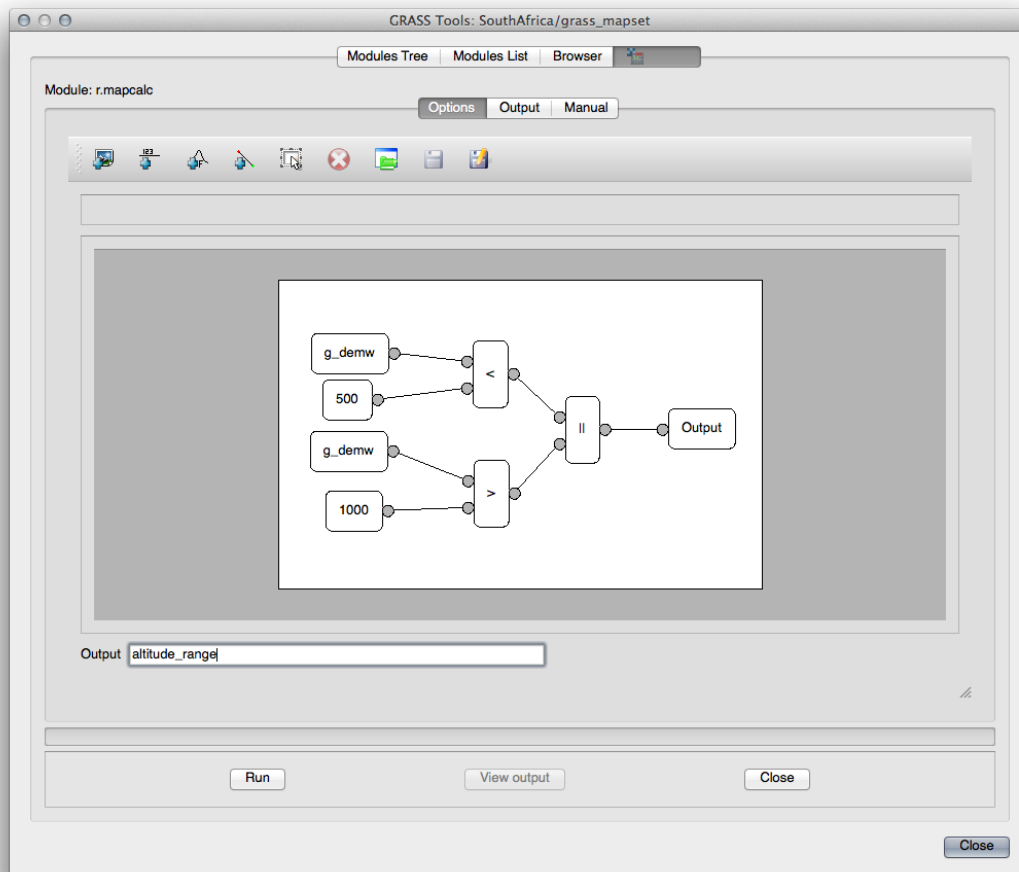 GRASS Tools: SouthAfrica/grass_mapset
Modules Tree Modules List Browser
Module: r.mapcalc
Options Output Manual
123
F
g_demw
<
500
||
Output
g_demw
>
1000
Output altitude_range
Run View output Close
Close